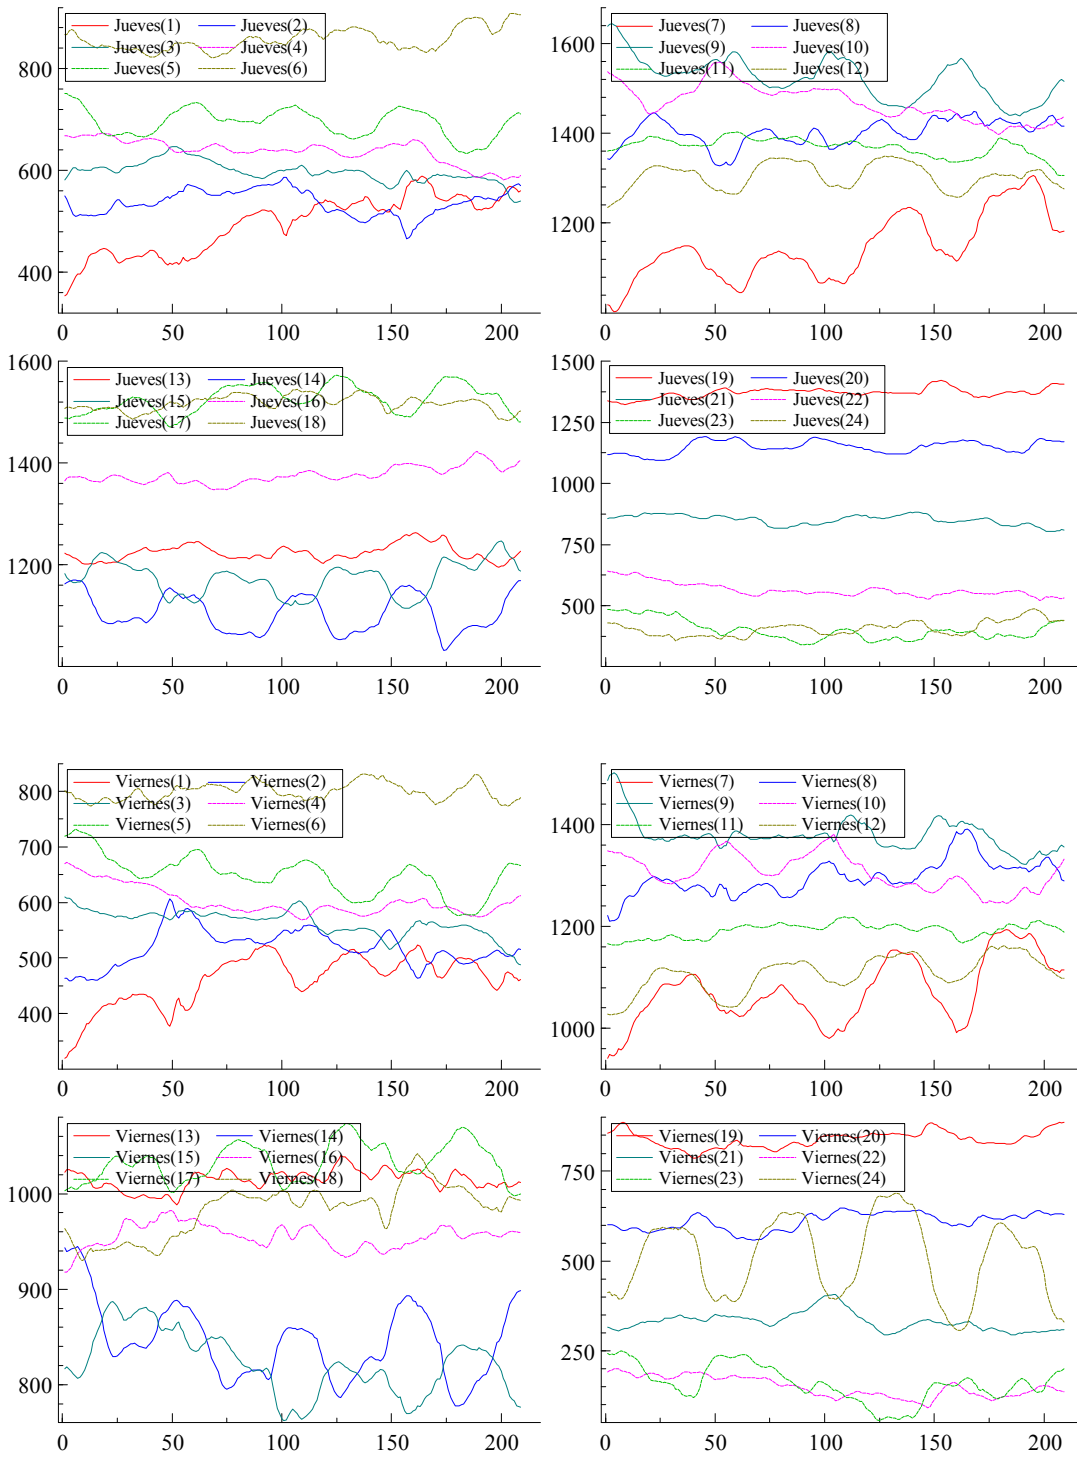 Jueves(1) Jueves(2)
Jueves(3) Jueves(4)
Jueves(5) Jueves(6)
800
600
400
0 50 100 150 200
Jueves(7) Jueves(8)
Jueves(9) Jueves(10)
Jueves(11) Jueves(12)
1600
1400
1200
0 50 100 150 200
Jueves(13) Jueves(14)
Jueves(15) Jueves(16)
Jueves(17) Jueves(18)
1600
1400
1200
0 50 100 150 200
Jueves(19) Jueves(20)
Jueves(21) Jueves(22)
Jueves(23) Jueves(24)
1500
1250
1000
750
500
0 50 100 150 200
Viernes(1) Viernes(2)
Viernes(3) Viernes(4)
Viernes(5) Viernes(6)
800
700
600
500
400
0 50 100 150 200
Viernes(7) Viernes(8)
Viernes(9) Viernes(10)
Viernes(11) Viernes(12)
1400
1200
1000
0 50 100 150 200
Viernes(13) Viernes(14)
Viernes(15) Viernes(16)
Viernes(17) Viernes(18)
1000
900
800
0 50 100 150 200
Viernes(19) Viernes(20)
Viernes(21) Viernes(22)
Viernes(23) Viernes(24)
750
500
250
0 50 100 150 200